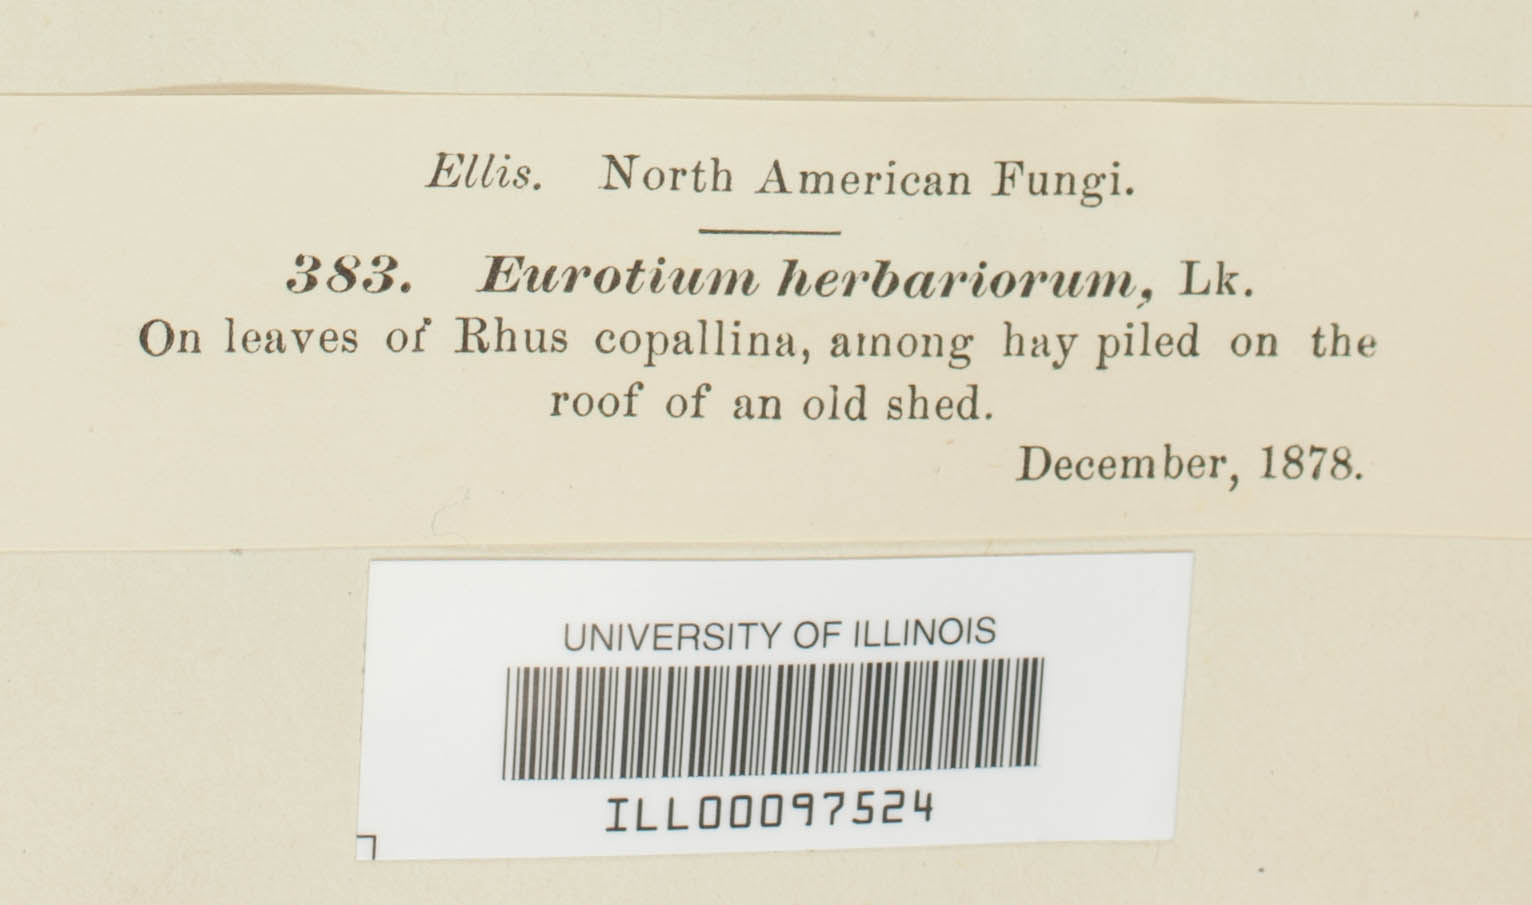 Ellis. North American Fungi.
383. Eurotium herbariorum, Lk.
On leaves of Rhus copallina, among hay piled on the
roof of an old shed.
December, 1878.
UNIVERSITY OF ILLINOIS
ILL00097524